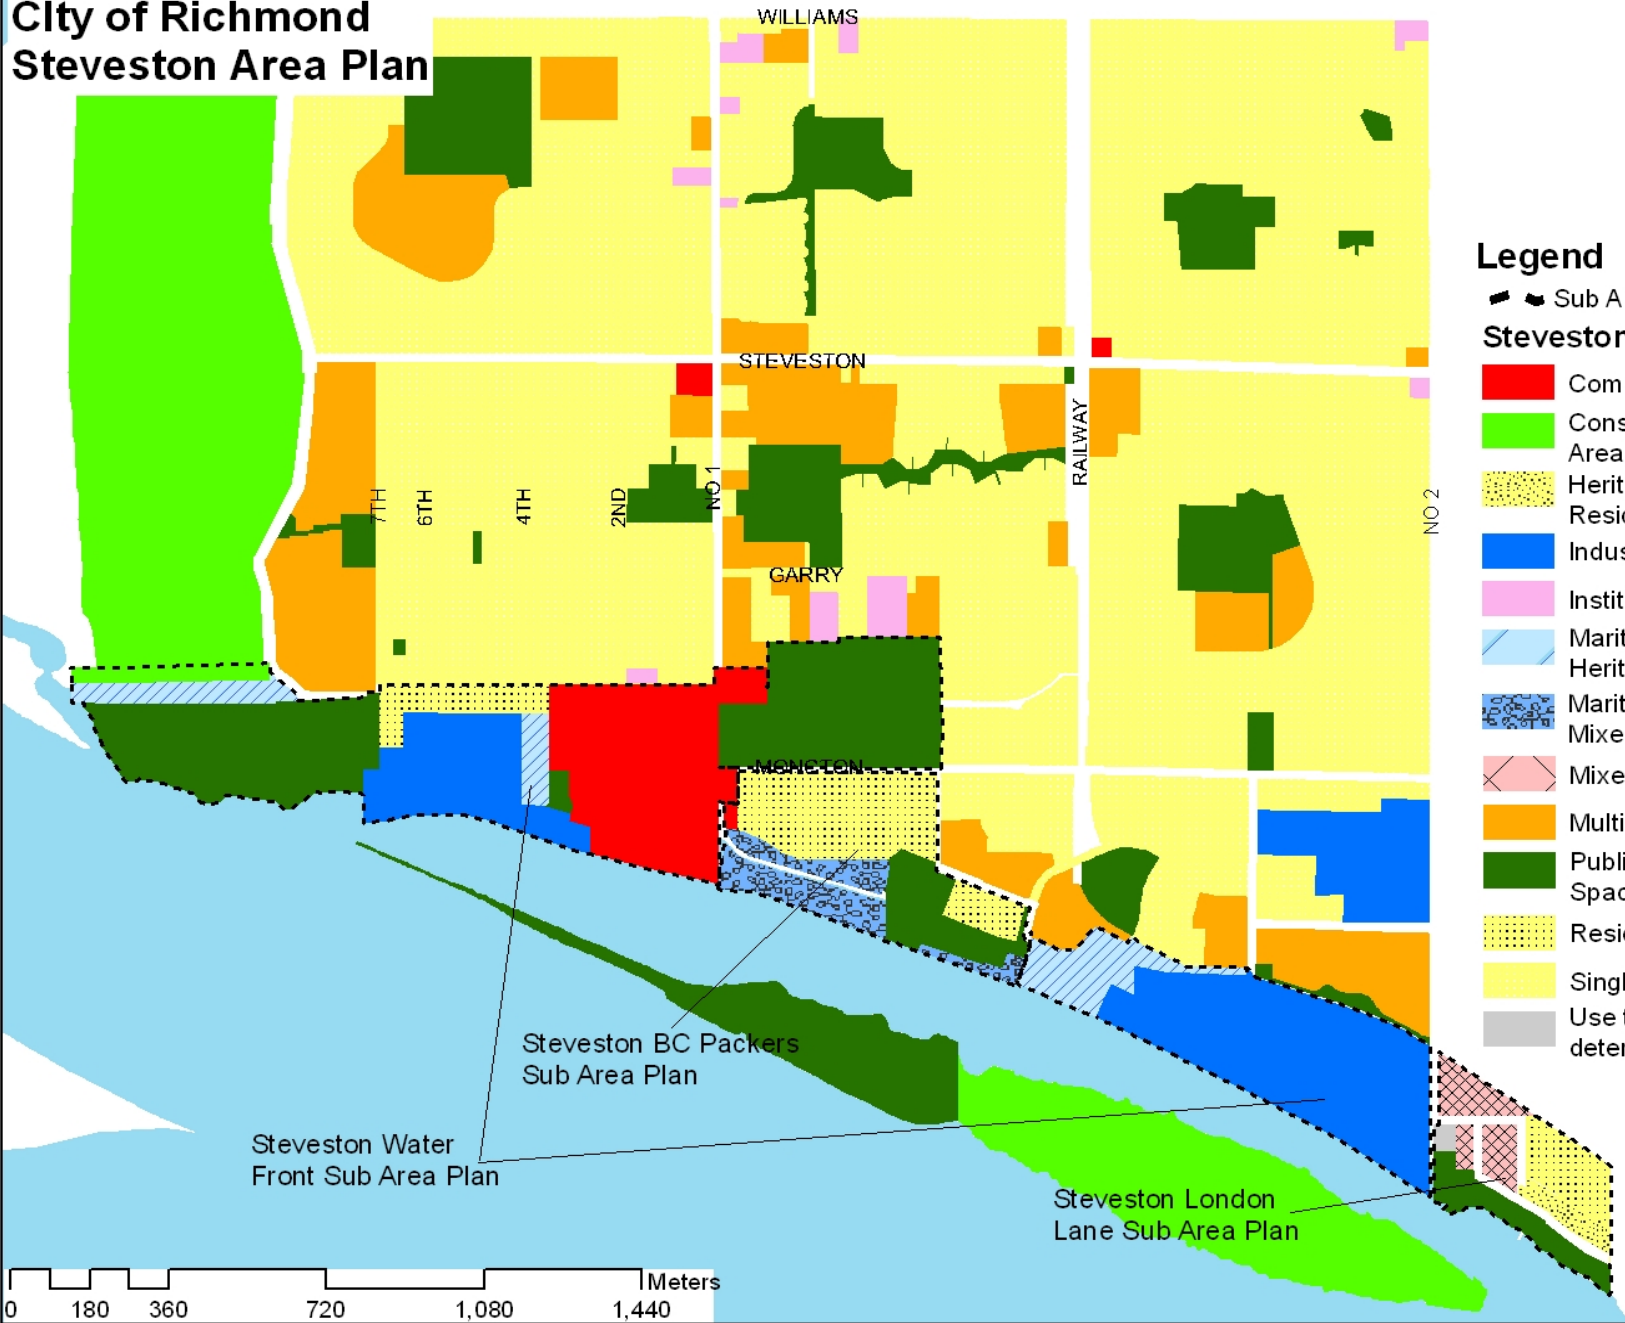 CIty of Richmond
Steveston Area Plan
WILLIAMS
STEVESTON
RAILWAY
7TH
6TH
4TH
2ND
NO 1
NO 2
GARRY
MONCTON
Steveston BC Packers
Sub Area Plan
Steveston Water
Front Sub Area Plan
Steveston London
Lane Sub Area Plan
0 180 360 720 1,080 1,440
Meters
Legend
Sub A
Steveston
Com
Cons
Area
Herit
Resid
Indus
Instit
Marit
Herit
Marit
Mixe
Mixe
Multi
Publi
Spac
Resid
Singl
Use t
deter